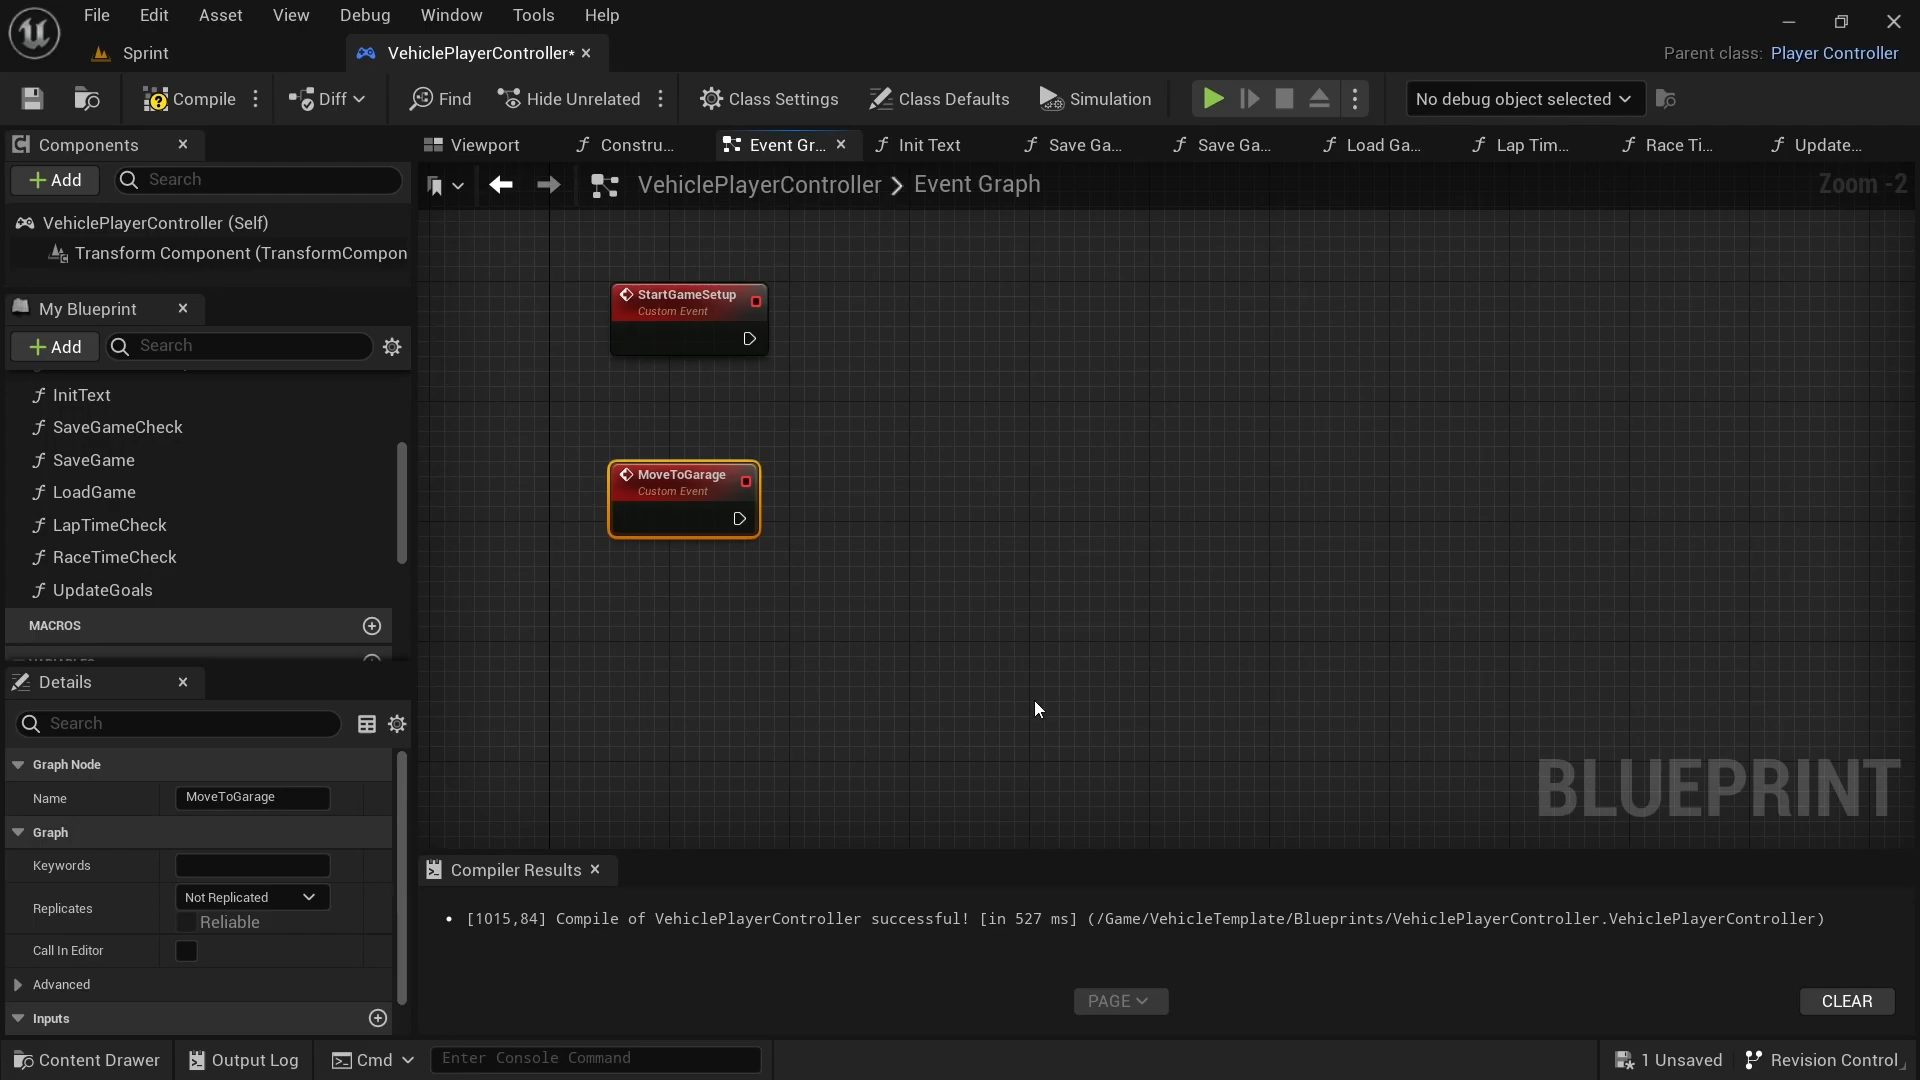 File Edit Asset View Debug Window Tools Help
Sprint VehiclePlayerController* Parent class: Player Controller
Compile Diff Find Hide Unrelated Class Settings Class Defaults Simulation No debug object selected
Components
Viewport Constru... Event Gr... Init Text Save Ga... Save Ga... Load Ga... Lap Tim... Race Ti... Update...
Add Search
VehiclePlayerController > Event Graph Zoom -2
VehiclePlayerController (Self)
Transform Component (TransformCompon
My Blueprint
Add Search
InitText
SaveGameCheck
SaveGame
LoadGame
LapTimeCheck
RaceTimeCheck
UpdateGoals
MACROS
StartGameSetup
Custom Event
MoveToGarage
Custom Event
BLUEPRINT
Details
Search
Graph Node
Name MoveToGarage
Graph
Keywords
Replicates Not Replicated
Reliable
Call In Editor
Advanced
Inputs
Compiler Results
• [1015,84] Compile of VehiclePlayerController successful! [in 527 ms] (/Game/VehicleTemplate/Blueprints/VehiclePlayerController.VehiclePlayerController)
PAGE CLEAR
Content Drawer Output Log Cmd Enter Console Command 1 Unsaved Revision Control